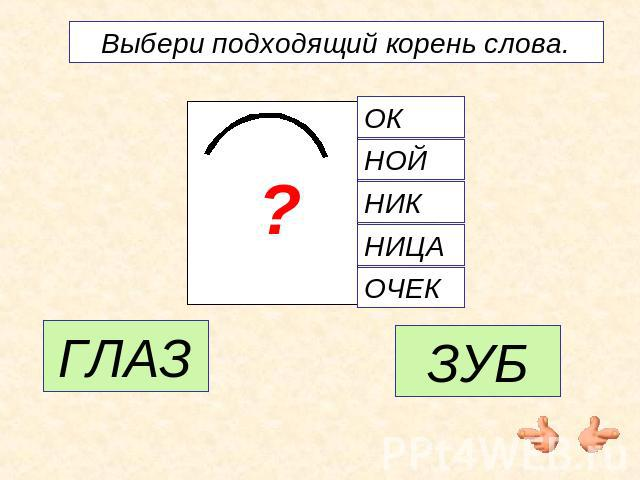 Выбери подходящий корень слова.
?
ОК
НОЙ
НИК
НИЦА
ОЧЕК
ГЛАЗ
ЗУБ
PPt4WEB.ru